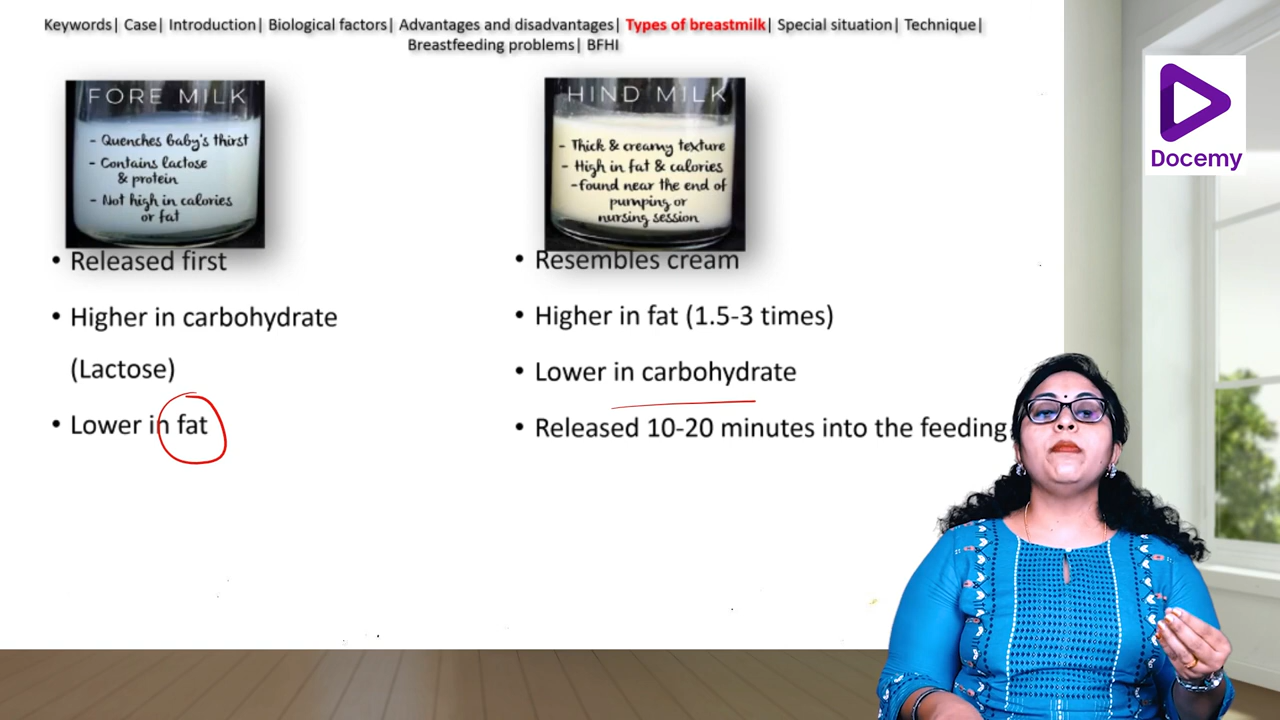 Keywords| Case| Introduction| Biological factors| Advantages and disadvantages| Types of breastmilk| Special situation| Technique|
Breastfeeding problems| BFHI
FORE MILK
- Quenches baby's thirst
- Contains lactose
& protein
- Not high in calories
or fat
• Released first
• Higher in carbohydrate
(Lactose)
• Lower in fat
HIND MILK
- Thick & creamy texture
- High in fat & calories
-found near the end of
pumping or
nursing session
• Resembles cream
• Higher in fat (1.5-3 times)
• Lower in carbohydrate
• Released 10-20 minutes into the feeding
Docemy